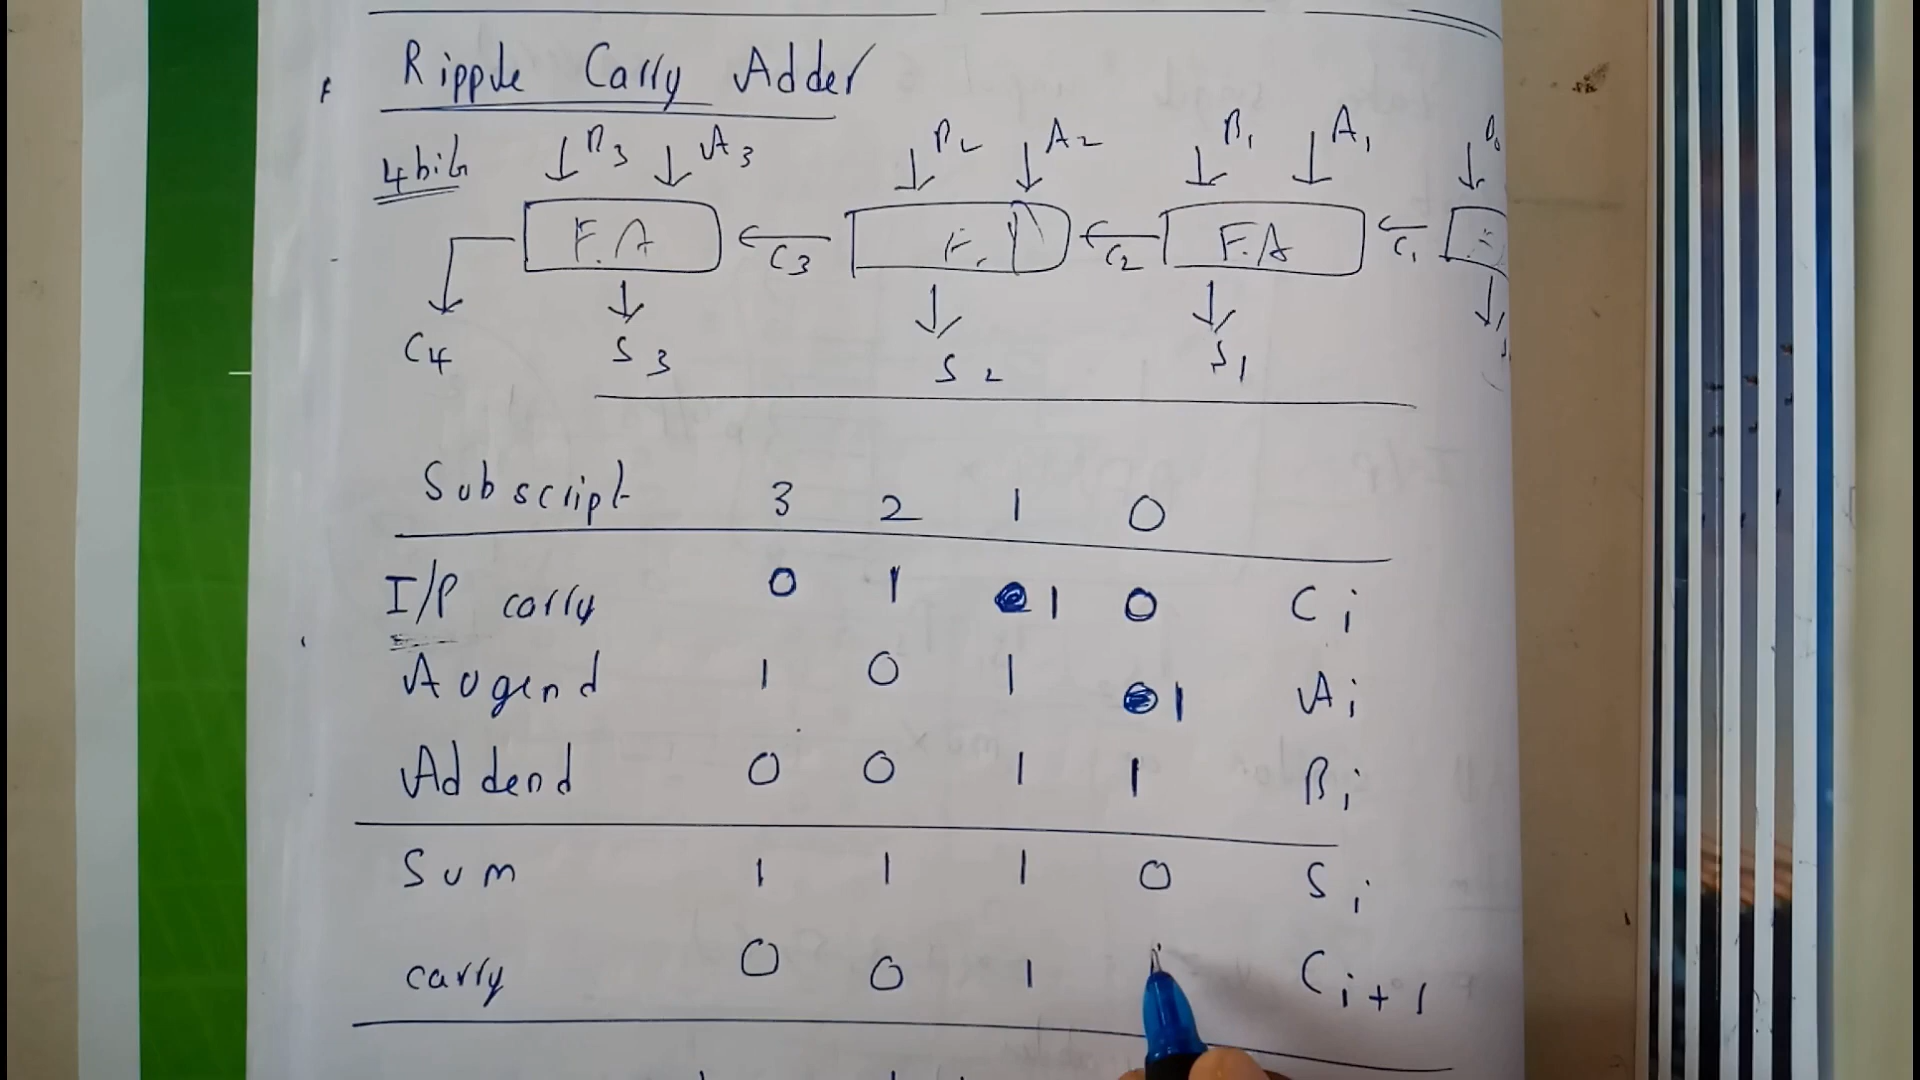 Ripple Carry Adder
4 bit
B3 A3 B2 A2 B1 A1
F.A C3 F. C2 F.A C1
C4 S3 S2 S1
Subscript 3 2 1 0
I/P carry 0 1 1 0 Ci
Augend 1 0 1 1 Ai
Addend 0 0 1 1 Bi
Sum 1 1 1 0 Si
carry 0 0 1 Ci+1